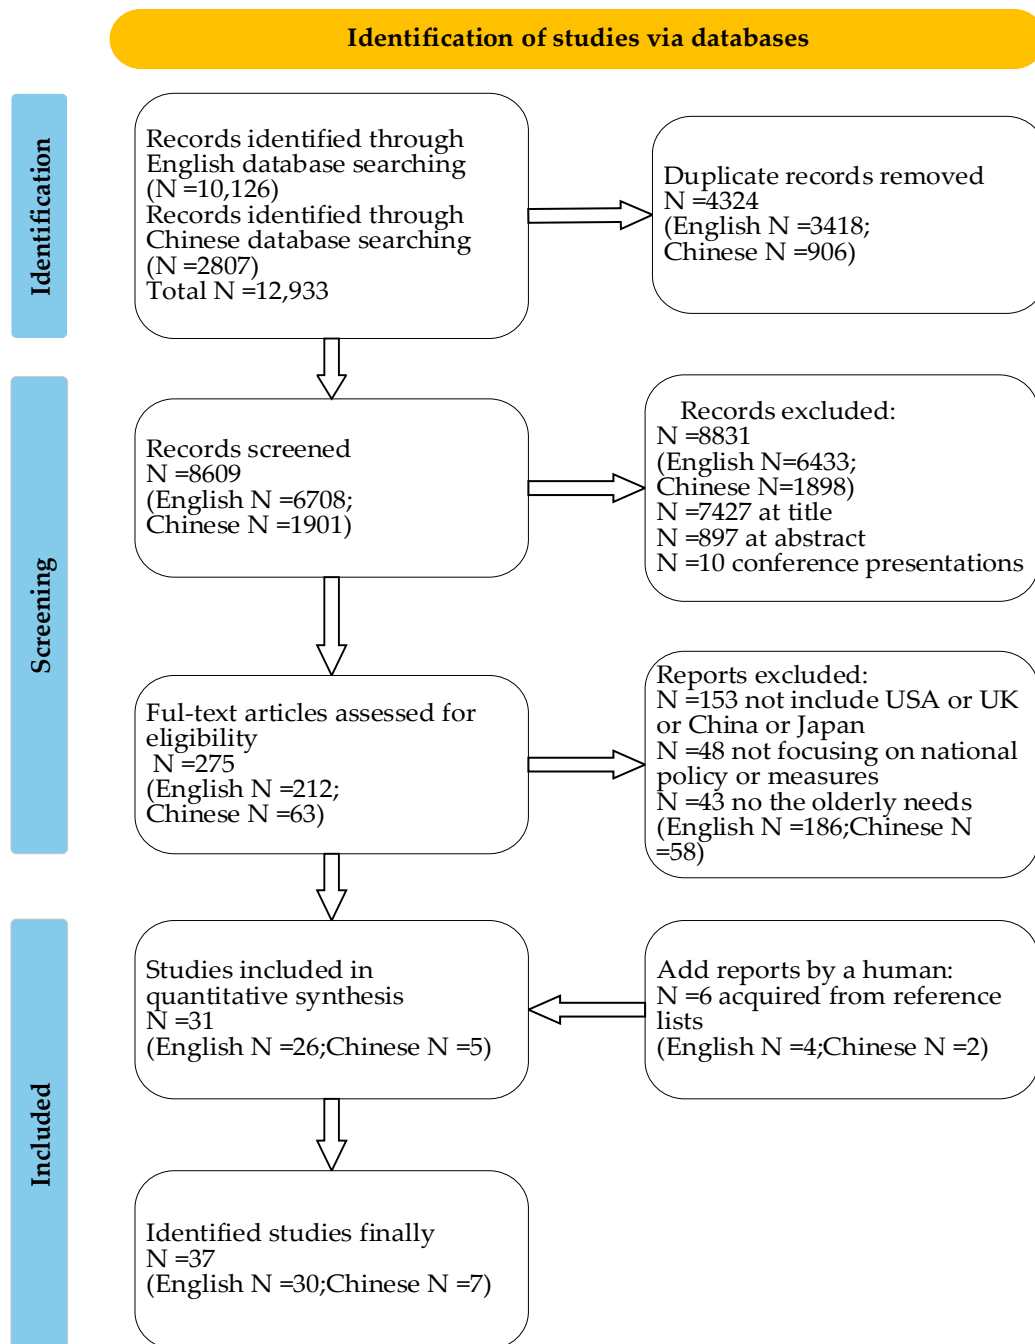 Identification of studies via databases
Identification
Records identified through
English database searching
(N =10,126)
Records identified through
Chinese database searching
(N =2807)
Total N =12,933
Duplicate records removed
N =4324
(English N =3418;
Chinese N =906)
Screening
Records screened
N =8609
(English N =6708;
Chinese N =1901)
Records excluded:
N =8831
(English N=6433;
Chinese N=1898)
N =7427 at title
N =897 at abstract
N =10 conference presentations
Ful-text articles assessed for
eligibility
N =275
(English N =212;
Chinese N =63)
Reports excluded:
N =153 not include USA or UK
or China or Japan
N =48 not focusing on national
policy or measures
N =43 no the olderly needs
(English N =186;Chinese N
=58)
Included
Studies included in
quantitative synthesis
N =31
(English N =26;Chinese N =5)
Add reports by a human:
N =6 acquired from reference
lists
(English N =4;Chinese N =2)
Identified studies finally
N =37
(English N =30;Chinese N =7)